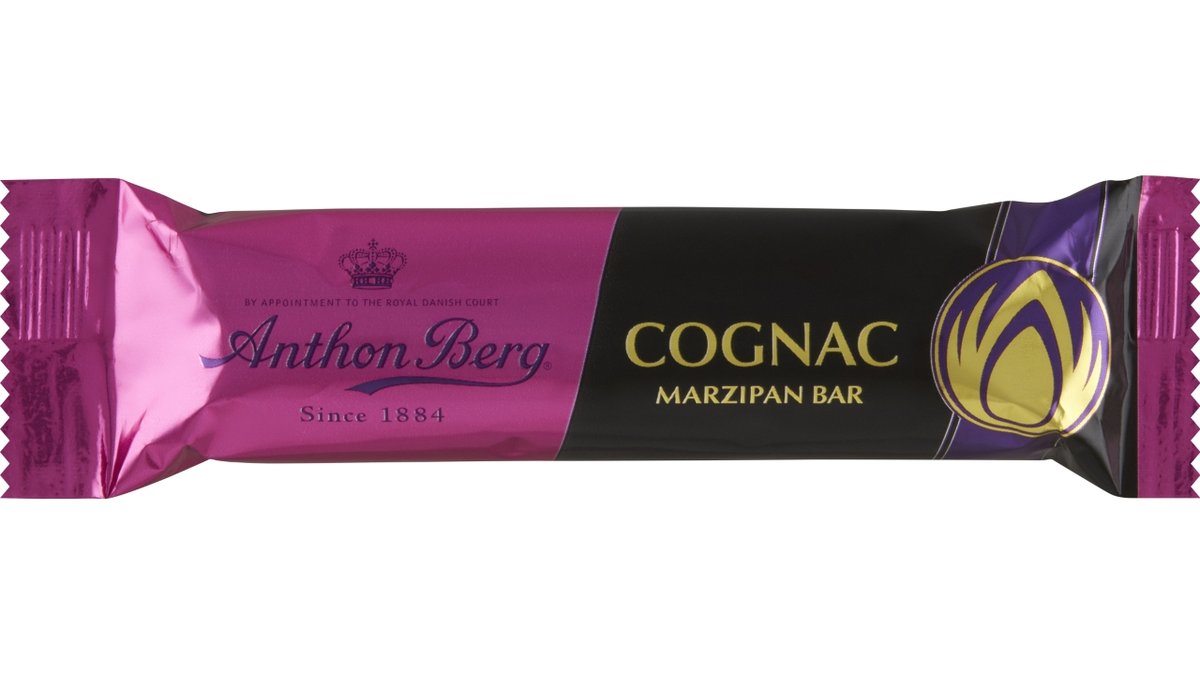 BY APPOINTMENT TO THE ROYAL DANISH COURT
Anthon Berg®
Since 1884
COGNAC
MARZIPAN BAR